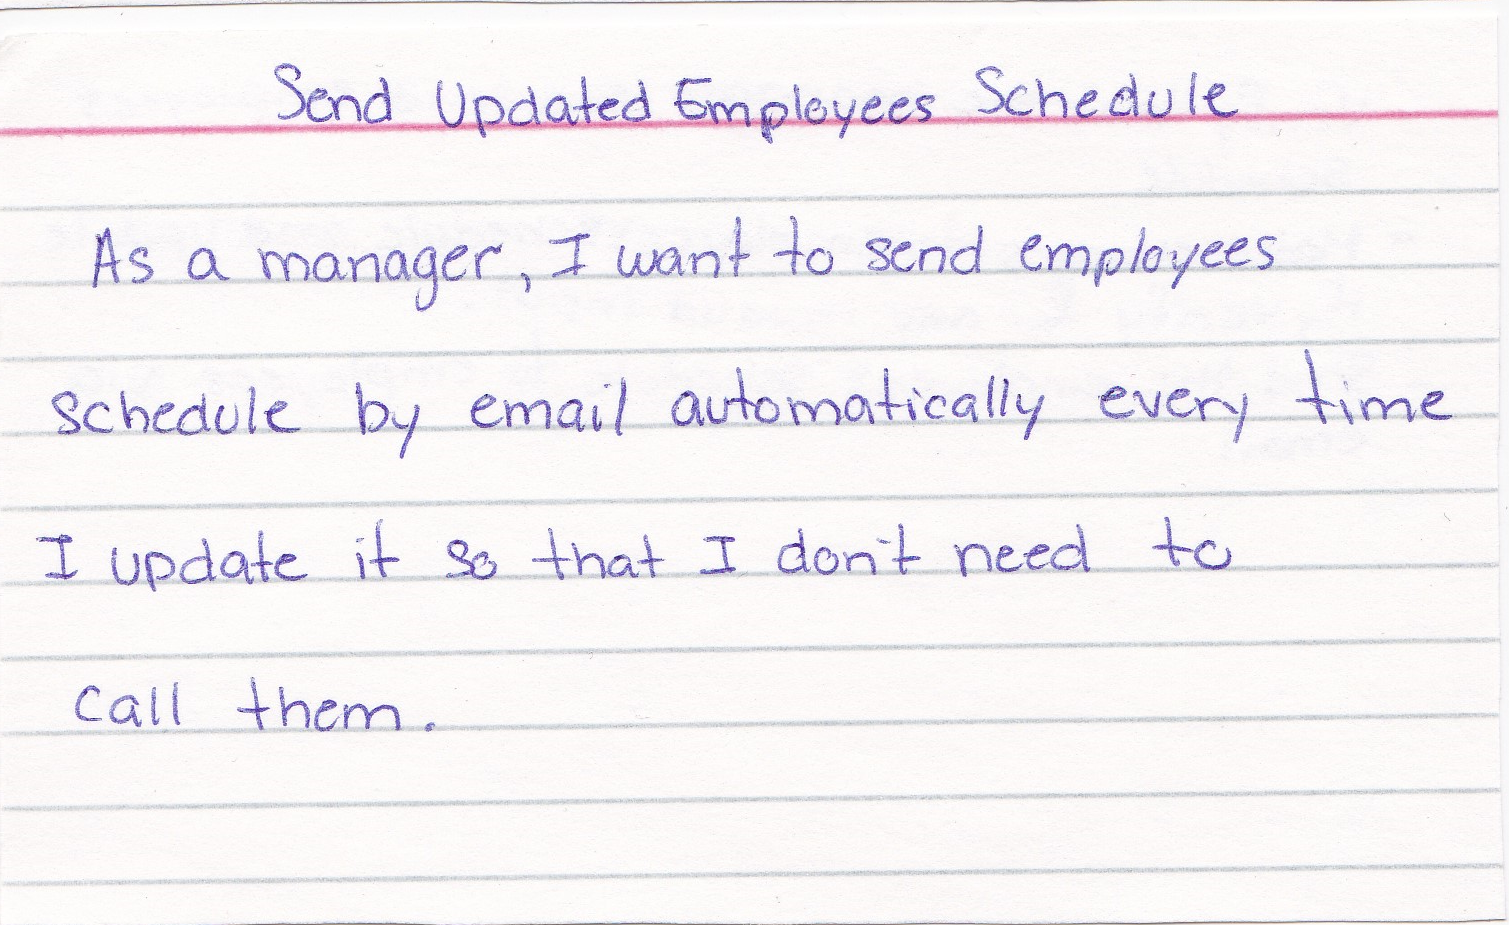 Send Updated Employees Schedule
As a manager, I want to send employees
schedule by email automatically every time
I update it so that I don't need to
call them.